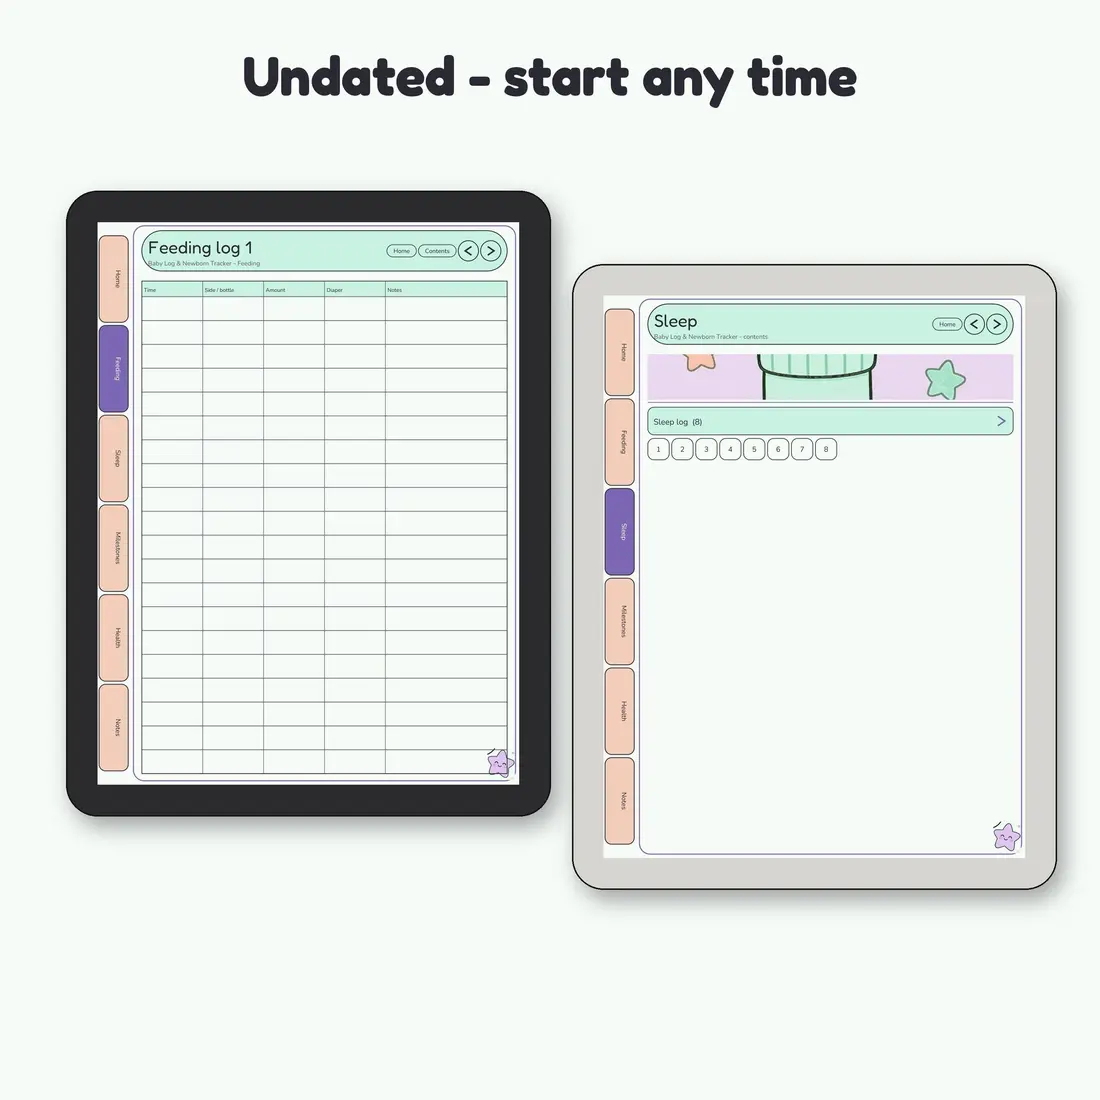 Undated - start any time
Feeding log 1
Baby Log & Newborn Tracker - Feeding
Home
Contents
Home
Feeding
Sleep
Milestones
Health
Notes
Time
Side / bottle
Amount
Diaper
Notes
Sleep
Baby Log & Newborn Tracker - contents
Home
Home
Feeding
Sleep
Milestones
Health
Notes
Sleep log (8)
1 2 3 4 5 6 7 8